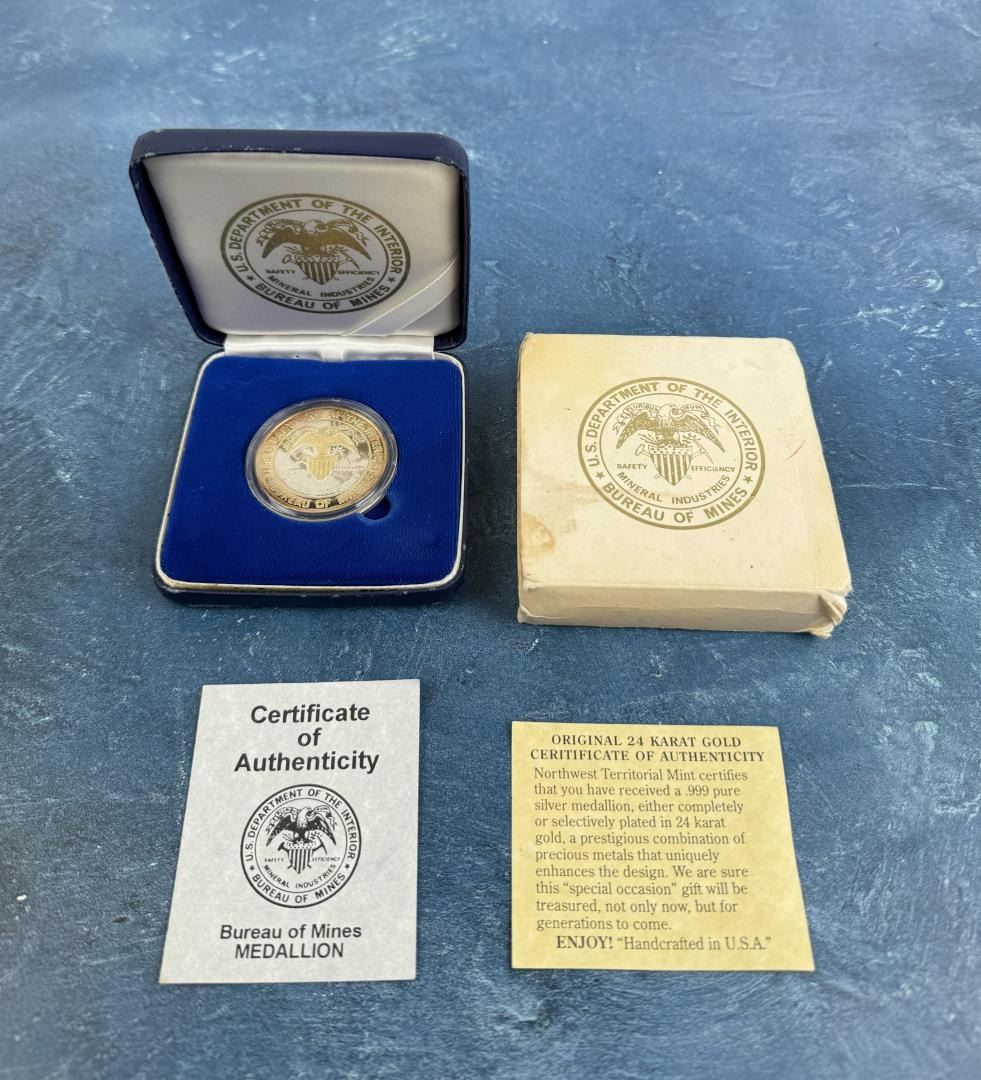 U.S. DEPARTMENT OF THE INTERIOR
SAFETY EFFICIENCY
MINERAL INDUSTRIES
★ BUREAU OF MINES ★
BUREAU OF
E PLURIBUS UNUM
U.S. DEPARTMENT OF THE INTERIOR
SAFETY EFFICIENCY
MINERAL INDUSTRIES
★ BUREAU OF MINES ★
Certificate
of
Authenticity
U.S. DEPARTMENT OF THE INTERIOR
SAFETY EFFICIENCY
MINERAL INDUSTRIES
★ BUREAU OF MINES ★
Bureau of Mines
MEDALLION
ORIGINAL 24 KARAT GOLD
CERITIFICATE OF AUTHENTICITY
Northwest Territorial Mint certifies
that you have received a .999 pure
silver medallion, either completely
or selectively plated in 24 karat
gold, a prestigious combination of
precious metals that uniquely
enhances the design. We are sure
this “special occasion” gift will be
treasured, not only now, but for
generations to come.
ENJOY! “Handcrafted in U.S.A.”